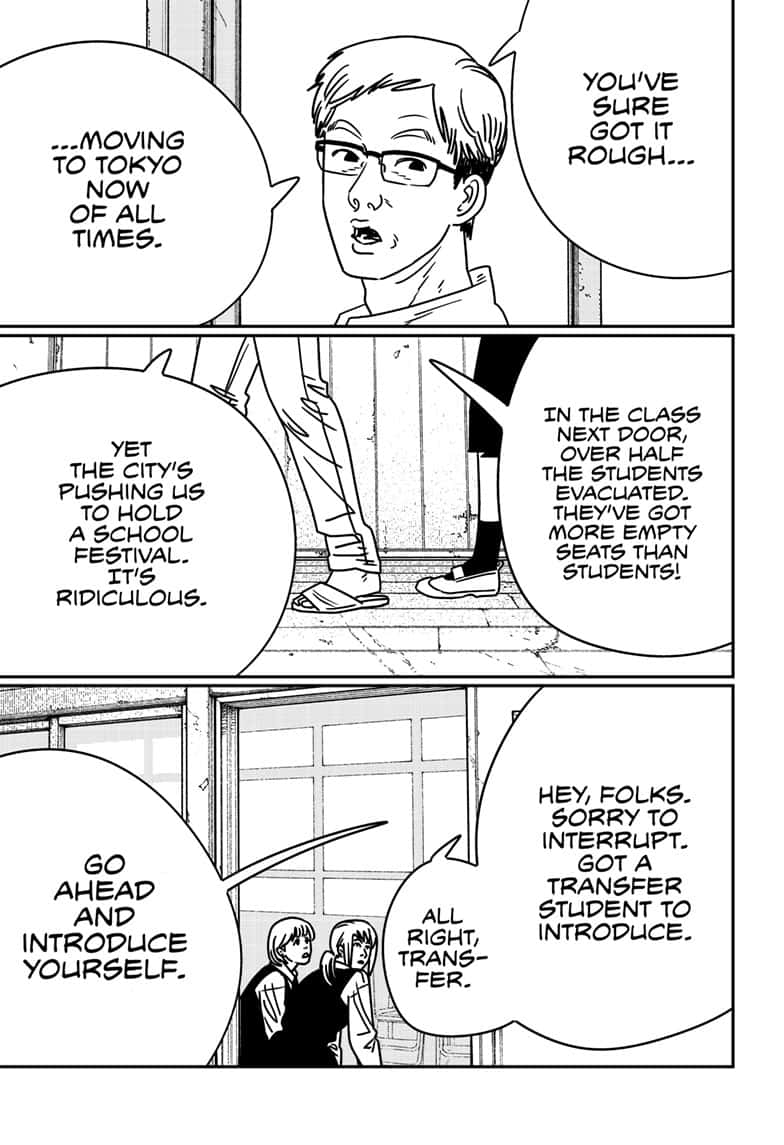 YOU'VE
SURE
GOT IT
ROUGH...
...MOVING
TO TOKYO
NOW
OF ALL
TIMES.
IN THE CLASS
NEXT DOOR,
OVER HALF
THE STUDENTS
EVACUATED.
THEY'VE GOT
MORE EMPTY
SEATS THAN
STUDENTS!
YET
THE CITY'S
PUSHING US
TO HOLD
A SCHOOL
FESTIVAL.
IT'S
RIDICULOUS.
HEY, FOLKS.
SORRY TO
INTERRUPT.
GOT A
TRANSFER
STUDENT TO
INTRODUCE.
ALL
RIGHT,
TRANS-
FER.
GO
AHEAD
AND
INTRODUCE
YOURSELF.